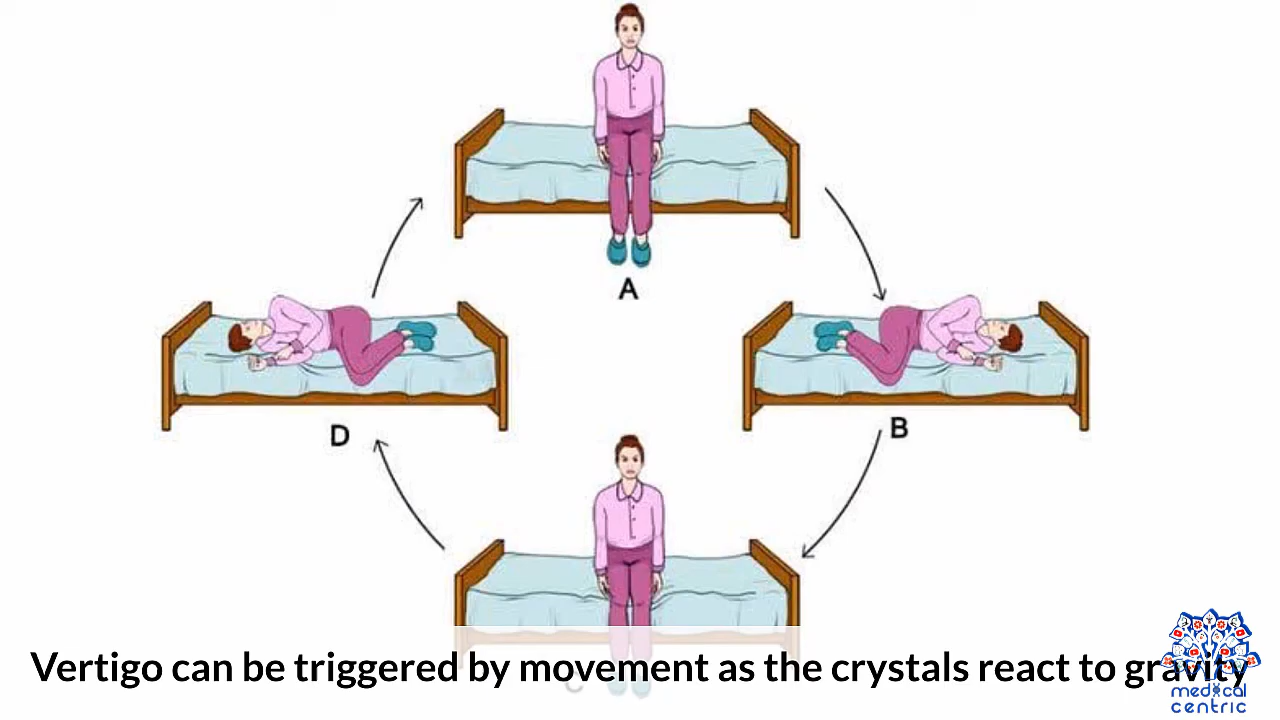 A
D
B
C
Vertigo can be triggered by movement as the crystals react to gravity
medical
centric